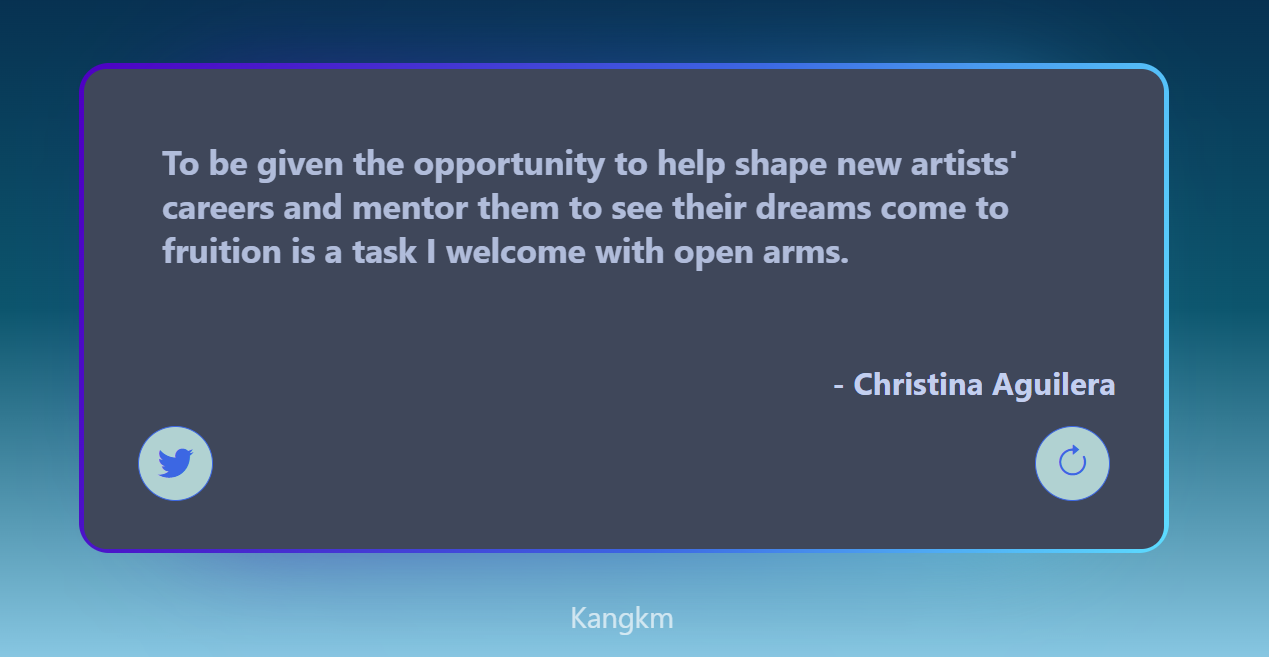 To be given the opportunity to help shape new artists'
careers and mentor them to see their dreams come to
fruition is a task I welcome with open arms.
- Christina Aguilera
Kangkm